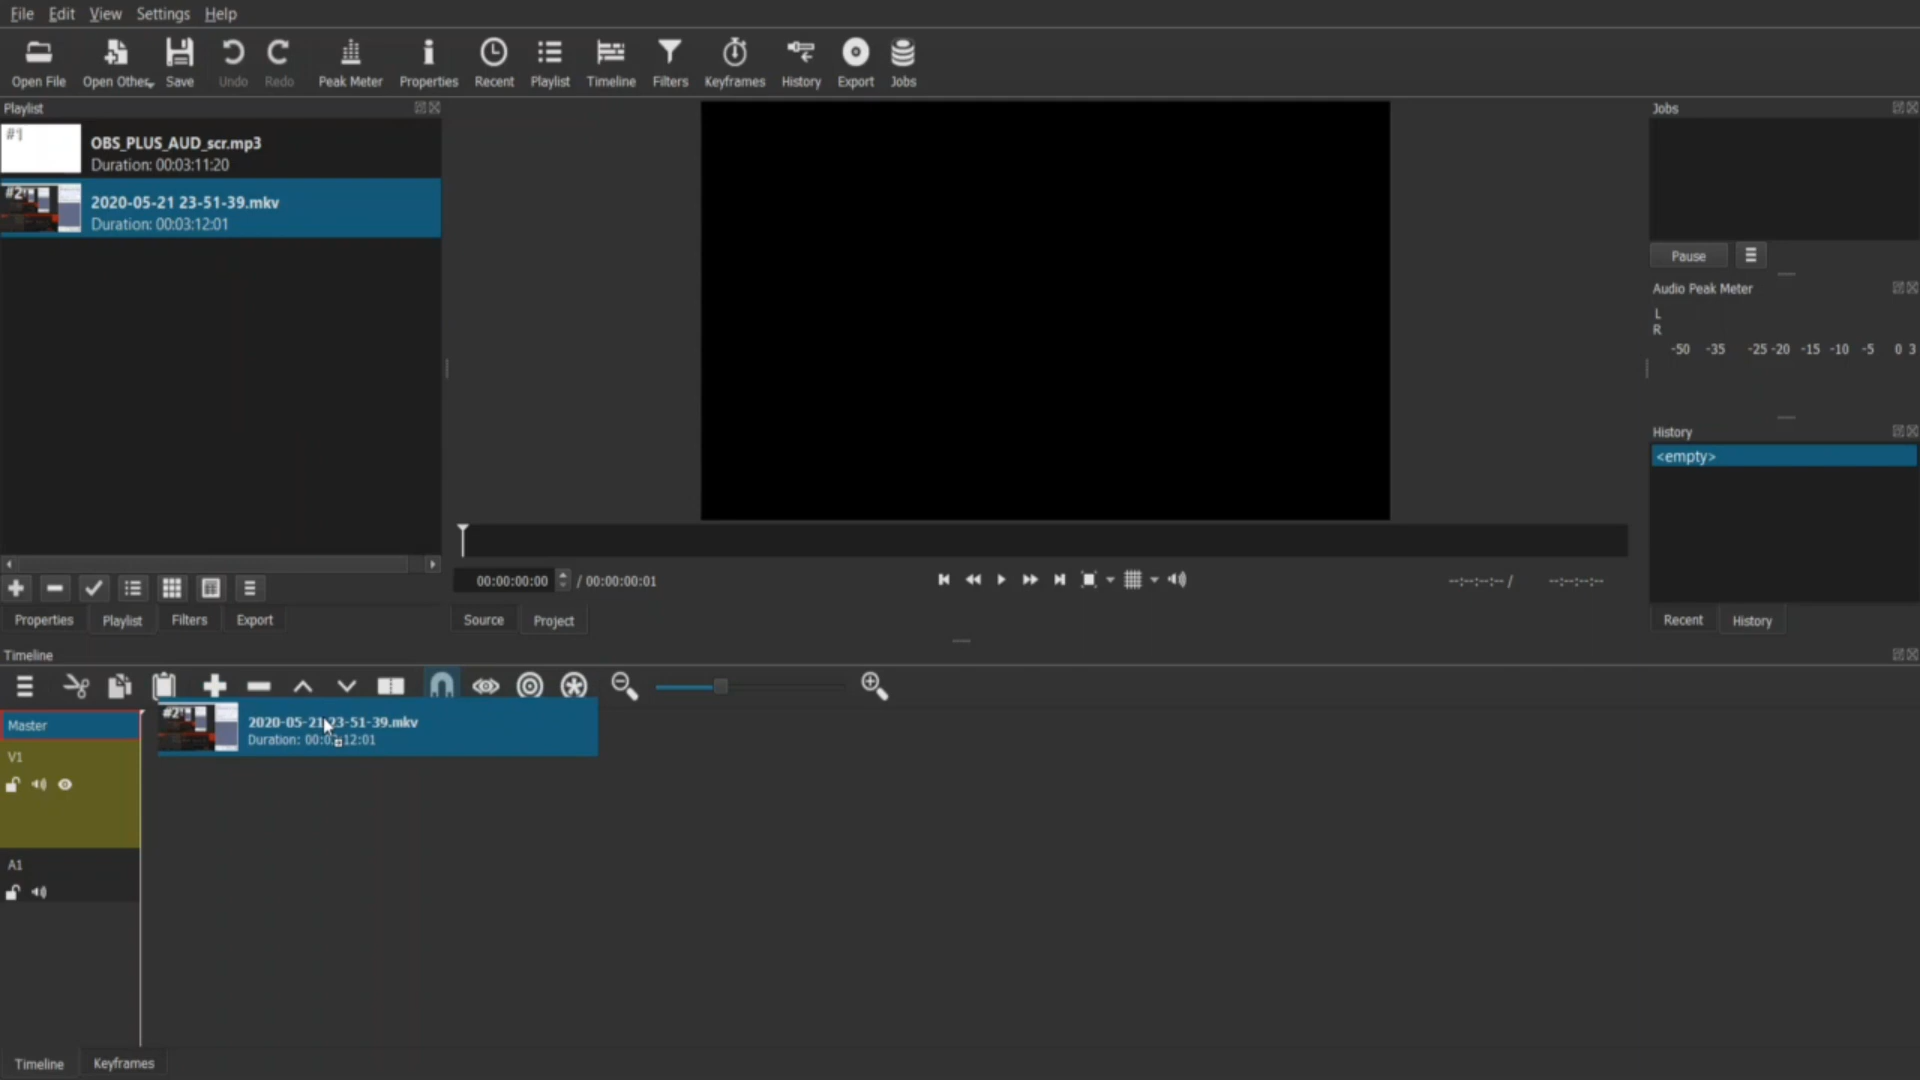 File Edit View Settings Help
Open File Open Other Save Undo Redo Peak Meter Properties Recent Playlist Timeline Filters Keyframes History Export Jobs
Playlist
#1
OBS_PLUS_AUD_scr.mp3
Duration: 00:03:11:20
#2
2020-05-21 23-51-39.mkv
Duration: 00:03:12:01
Properties Playlist Filters Export
00:00:00:00 / 00:00:00:01
--:--:--:-- / --:--:--:--
Source Project
Jobs
Pause
Audio Peak Meter
L
R
-50 -35 -25 -20 -15 -10 -5 0 3
History
<empty>
Recent History
Timeline
Master
V1
A1
#2
2020-05-21 23-51-39.mkv
Duration: 00:03:12:01
Timeline Keyframes